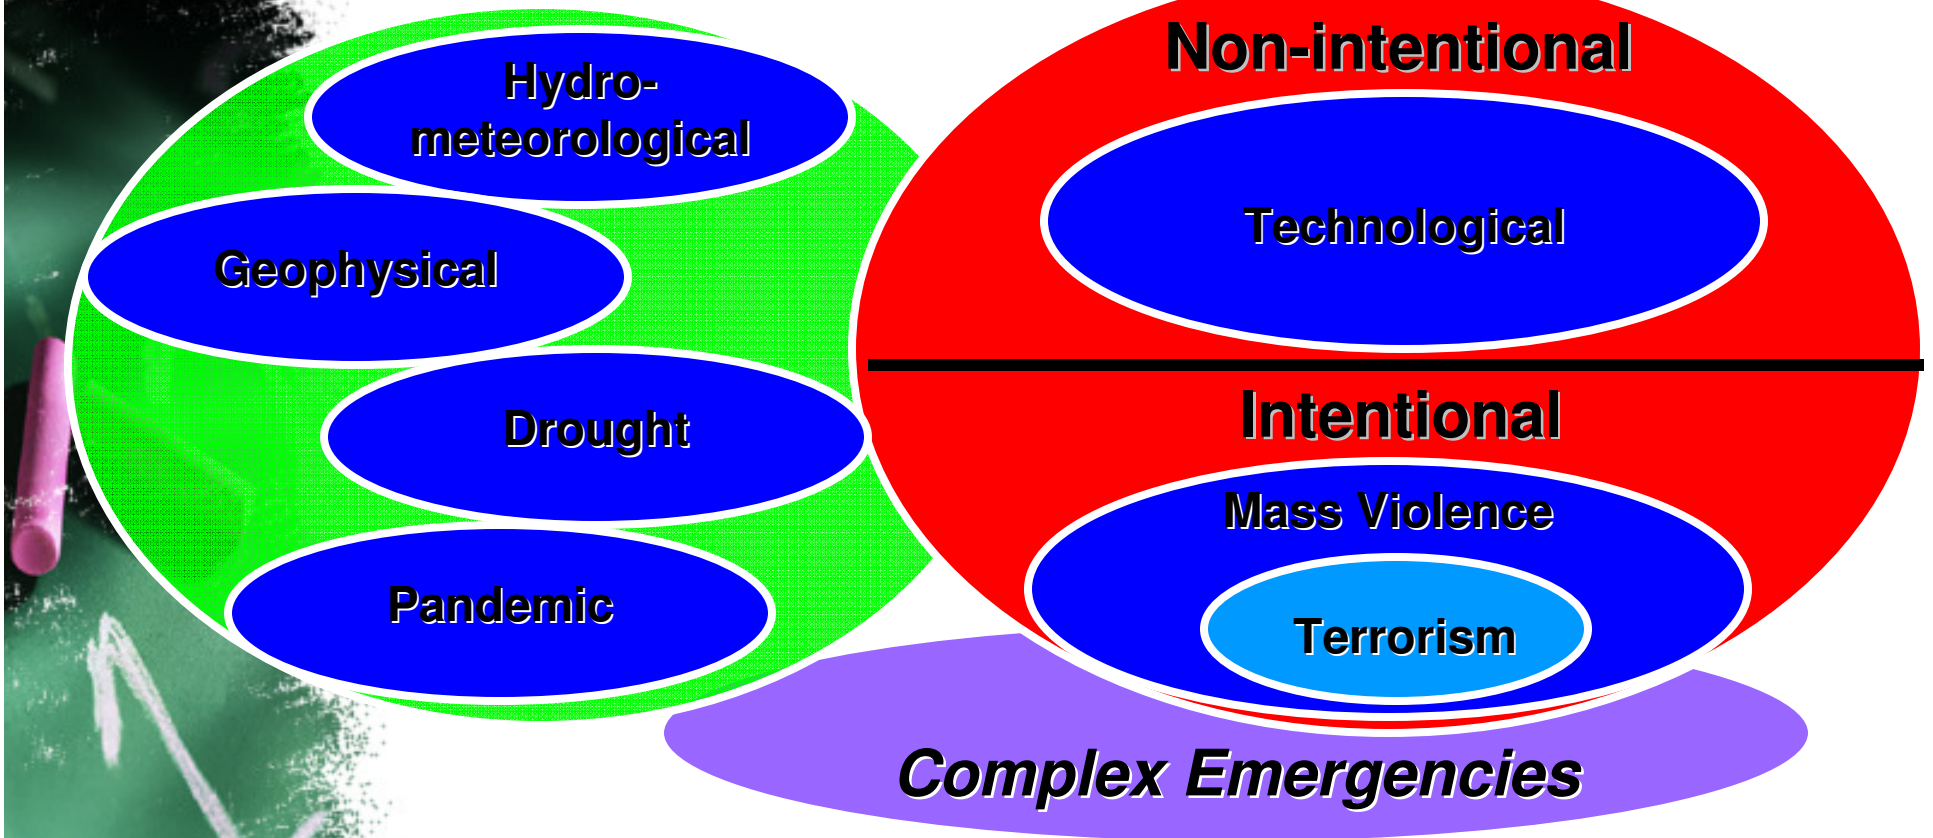 Hydro-
meteorological
Geophysical
Drought
Pandemic
Non-intentional
Technological
Intentional
Mass Violence
Terrorism
Complex Emergencies